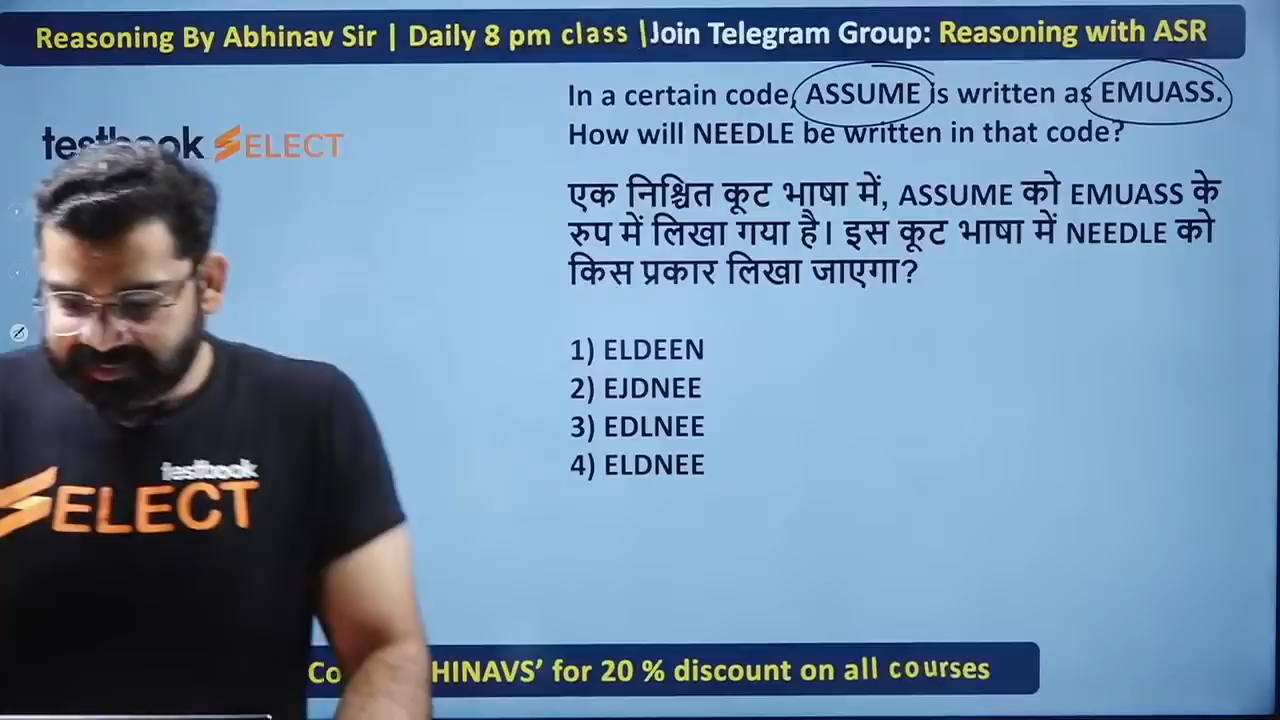 Reasoning By Abhinav Sir | Daily 8 pm class | Join Telegram Group: Reasoning with ASR
In a certain code, ASSUME is written as EMUASS.
How will NEEDLE be written in that code?
testbook SELECT
एक निश्चित कूट भाषा में, ASSUME को EMUASS के
रुप में लिखा गया है। इस कूट भाषा में NEEDLE को
किस प्रकार लिखा जाएगा?
1) ELDEEN
2) EJDNEE
3) EDLNEE
4) ELDNEE
testbook
SELECT
for 20 % discount on all courses